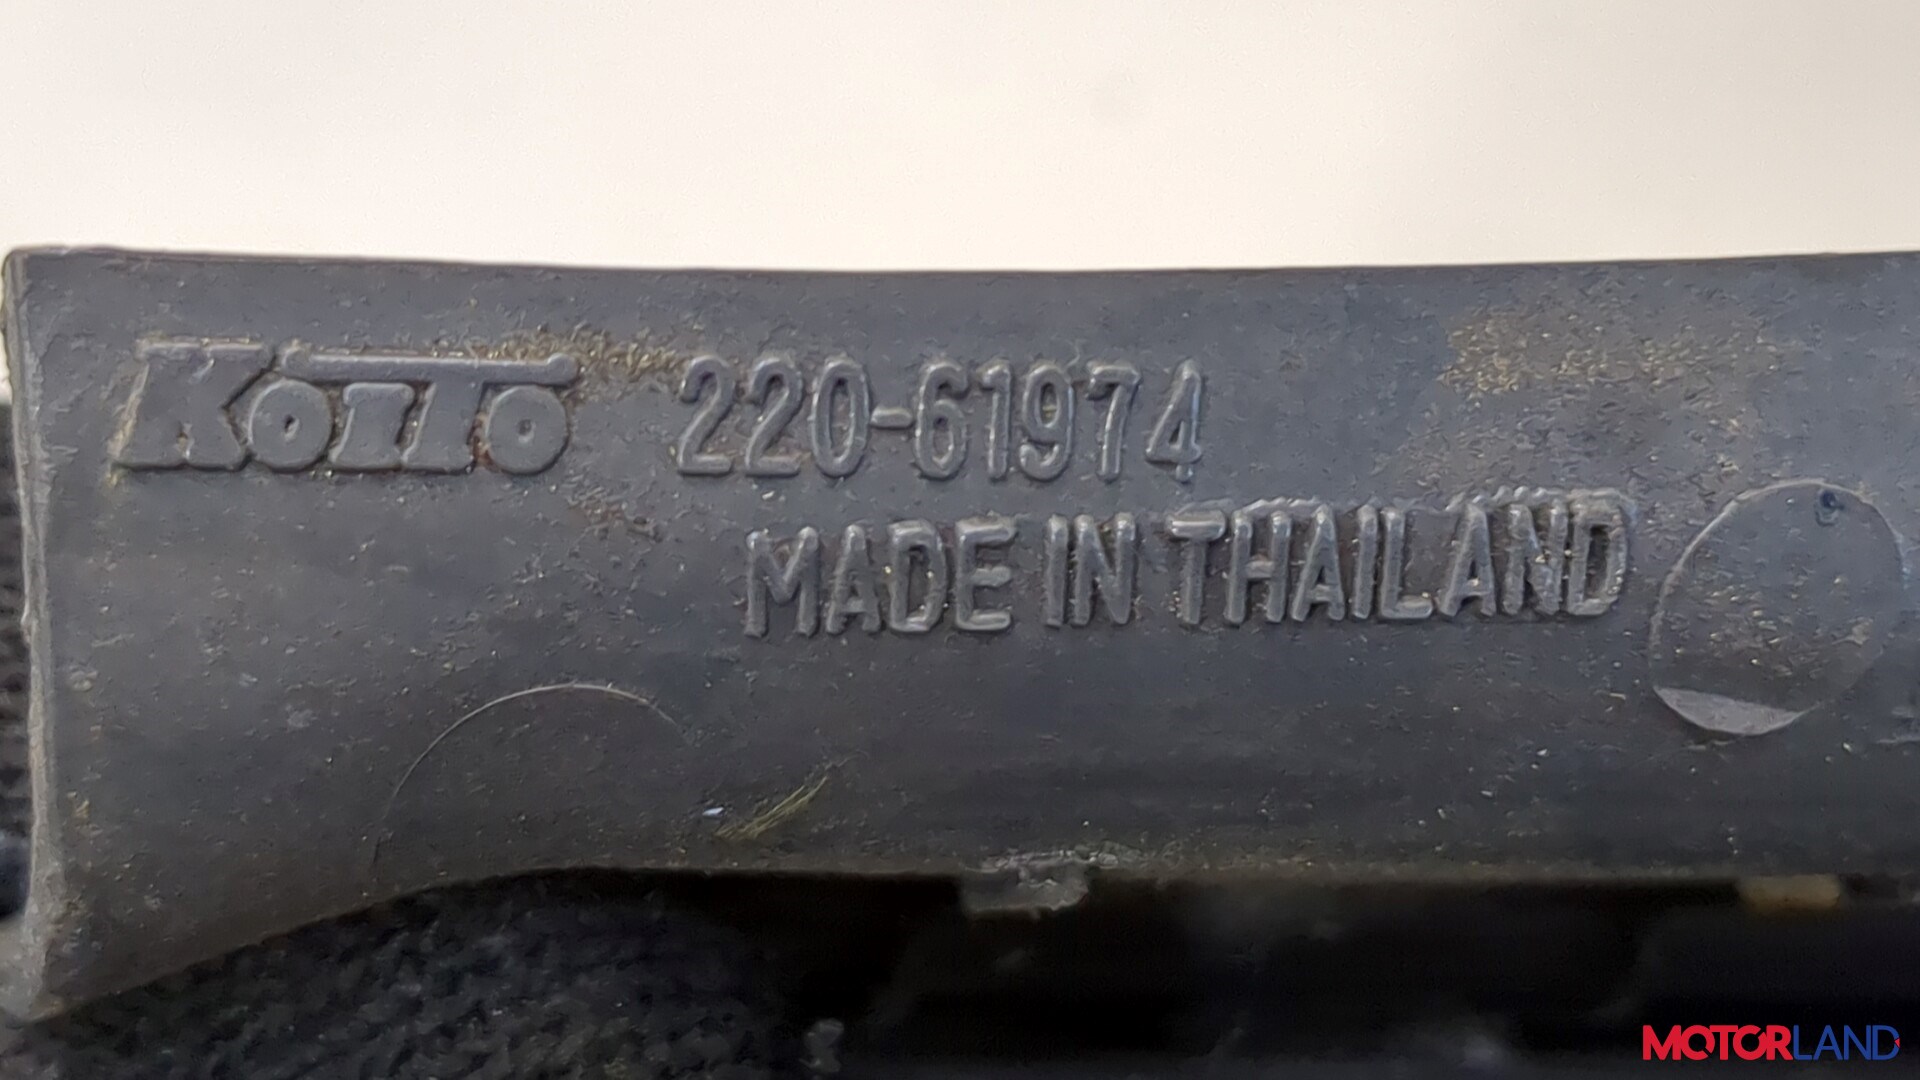 KOITO 220-61974
MADE IN THAILAND
MOTORLAND